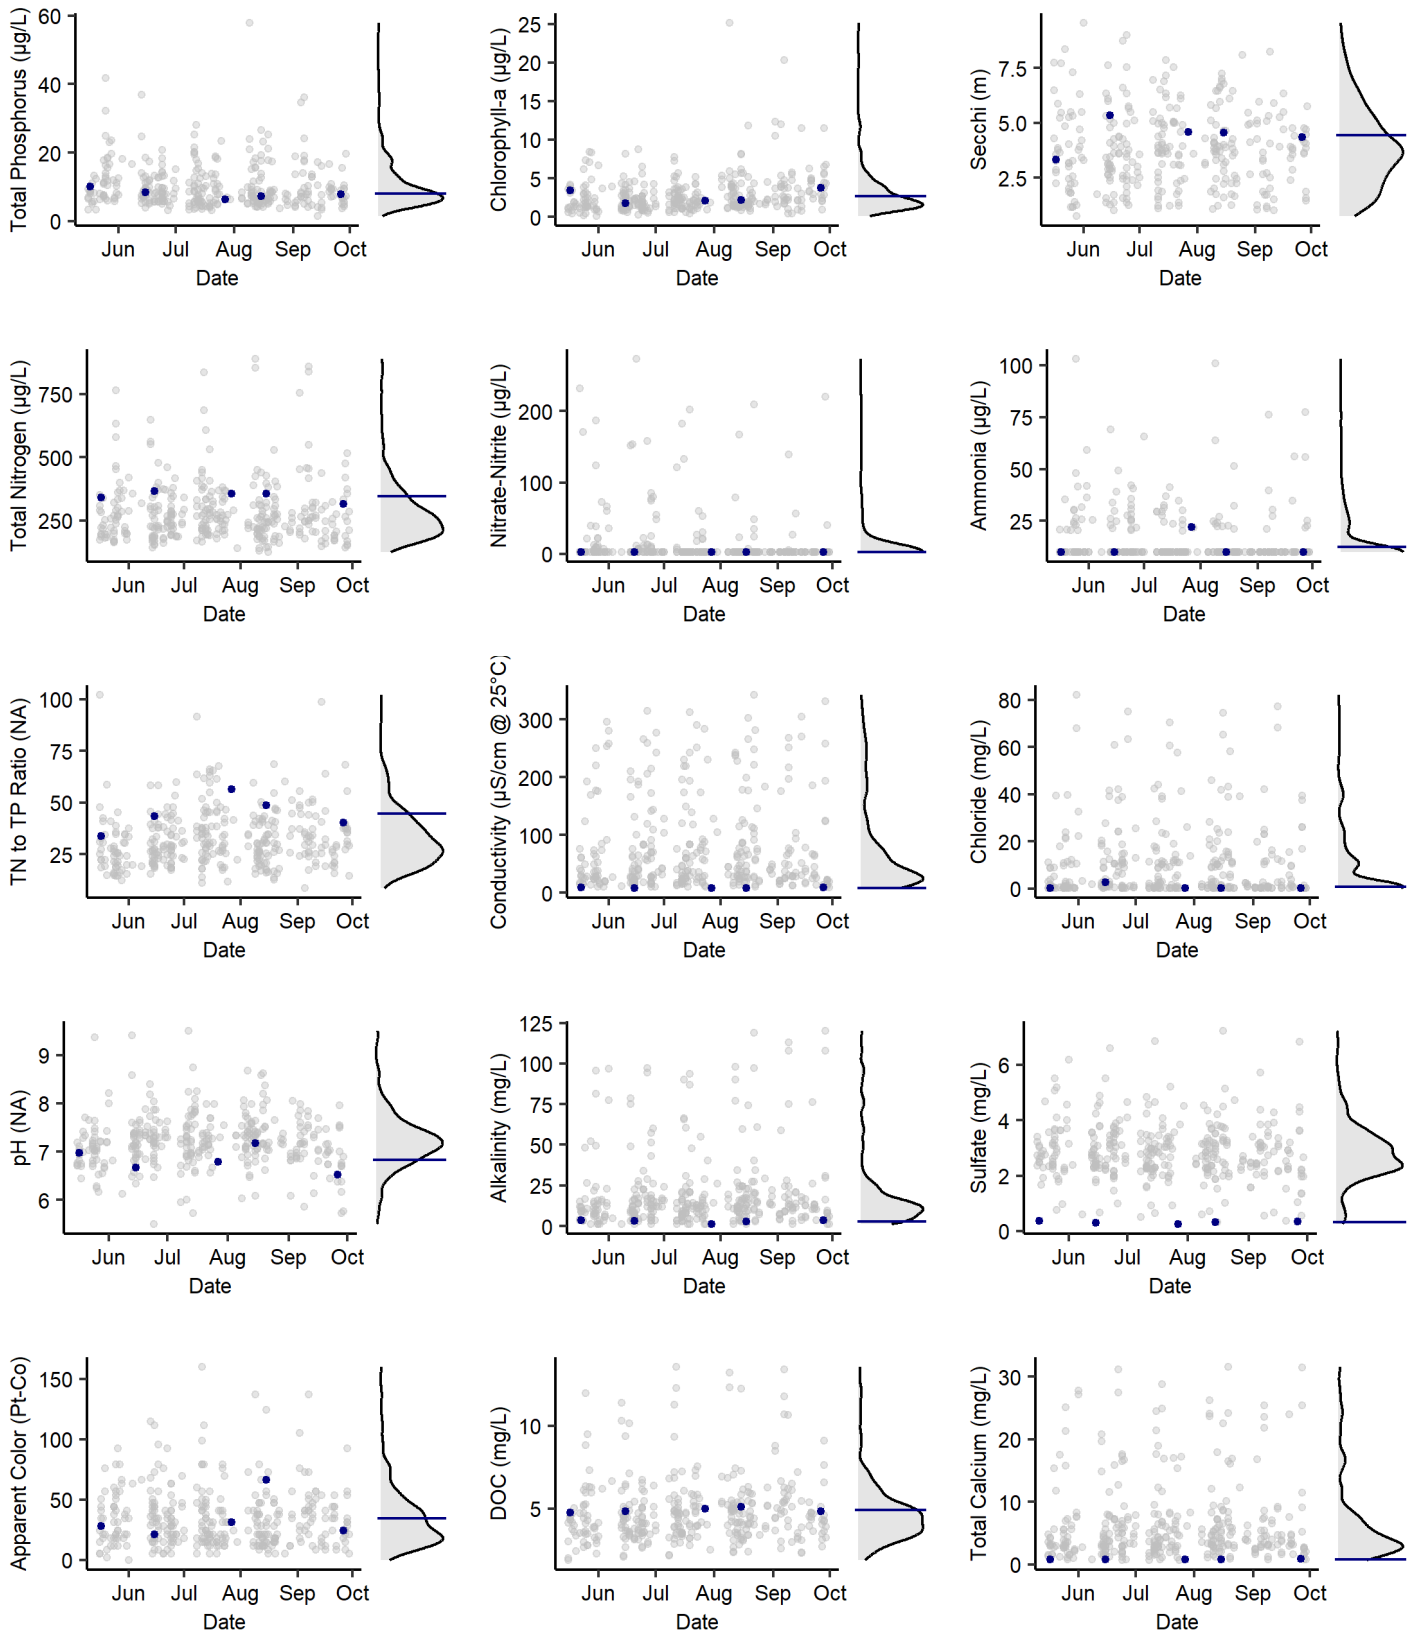 Total Phosphorus (µg/L)
60
40
20
0
Jun Jul Aug Sep Oct
Date
Chlorophyll-a (µg/L)
25
20
15
10
5
0
Jun Jul Aug Sep Oct
Date
Secchi (m)
7.5
5.0
2.5
Jun Jul Aug Sep Oct
Date
Total Nitrogen (µg/L)
750
500
250
Jun Jul Aug Sep Oct
Date
Nitrate-Nitrite (µg/L)
200
100
0
Jun Jul Aug Sep Oct
Date
Ammonia (µg/L)
100
75
50
25
Jun Jul Aug Sep Oct
Date
TN to TP Ratio (NA)
100
75
50
25
Jun Jul Aug Sep Oct
Date
Conductivity (µS/cm @ 25°C)
300
200
100
0
Jun Jul Aug Sep Oct
Date
Chloride (mg/L)
80
60
40
20
0
Jun Jul Aug Sep Oct
Date
pH (NA)
9
8
7
6
Jun Jul Aug Sep Oct
Date
Alkalinity (mg/L)
125
100
75
50
25
0
Jun Jul Aug Sep Oct
Date
Sulfate (mg/L)
6
4
2
0
Jun Jul Aug Sep Oct
Date
Apparent Color (Pt-Co)
150
100
50
0
Jun Jul Aug Sep Oct
Date
DOC (mg/L)
10
5
Jun Jul Aug Sep Oct
Date
Total Calcium (mg/L)
30
20
10
0
Jun Jul Aug Sep Oct
Date